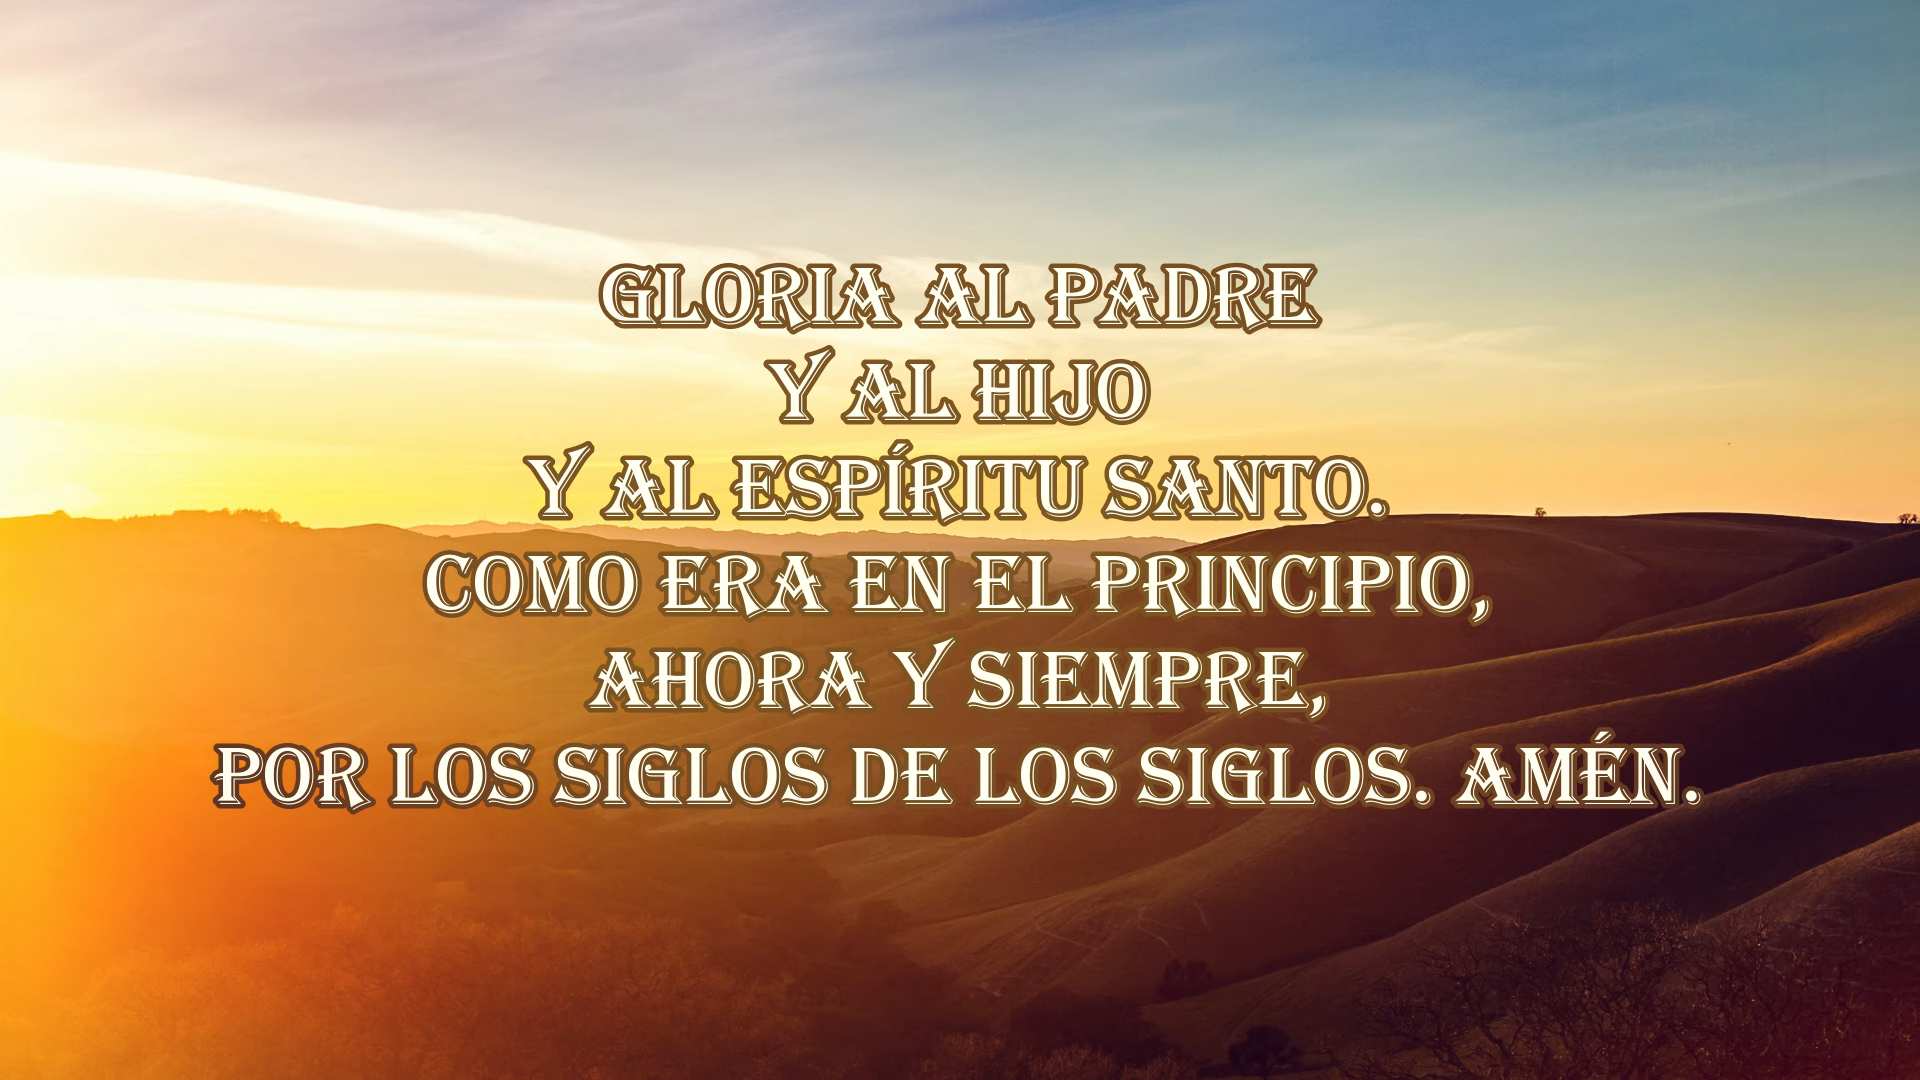 GLORIA AL PADRE
Y AL HIJO
Y AL ESPÍRITU SANTO.
COMO ERA EN EL PRINCIPIO,
AHORA Y SIEMPRE,
POR LOS SIGLOS DE LOS SIGLOS. AMÉN.